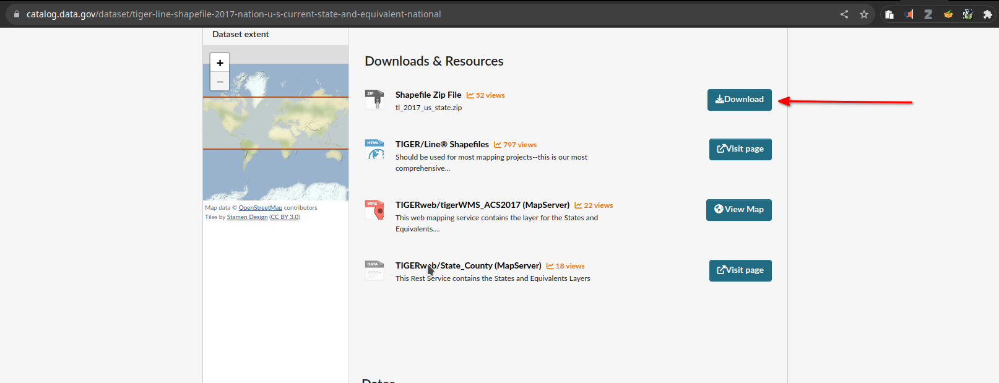 catalog.data.gov/dataset/tiger-line-shapefile-2017-nation-u-s-current-state-and-equivalent-national
Dataset extent
+
−
Map data © OpenStreetMap contributors
Tiles by Stamen Design (CC BY 3.0)
Downloads & Resources
ZIP
Shapefile Zip File 52 views
tl_2017_us_state.zip
Download
HTML
TIGER/Line® Shapefiles 797 views
Should be used for most mapping projects--this is our most
comprehensive...
Visit page
WMS
TIGERweb/tigerWMS_ACS2017 (MapServer) 22 views
This web mapping service contains the layer for the States and
Equivalents....
View Map
DATA
TIGERweb/State_County (MapServer) 18 views
This Rest Service contains the States and Equivalents Layers
Visit page
Dates